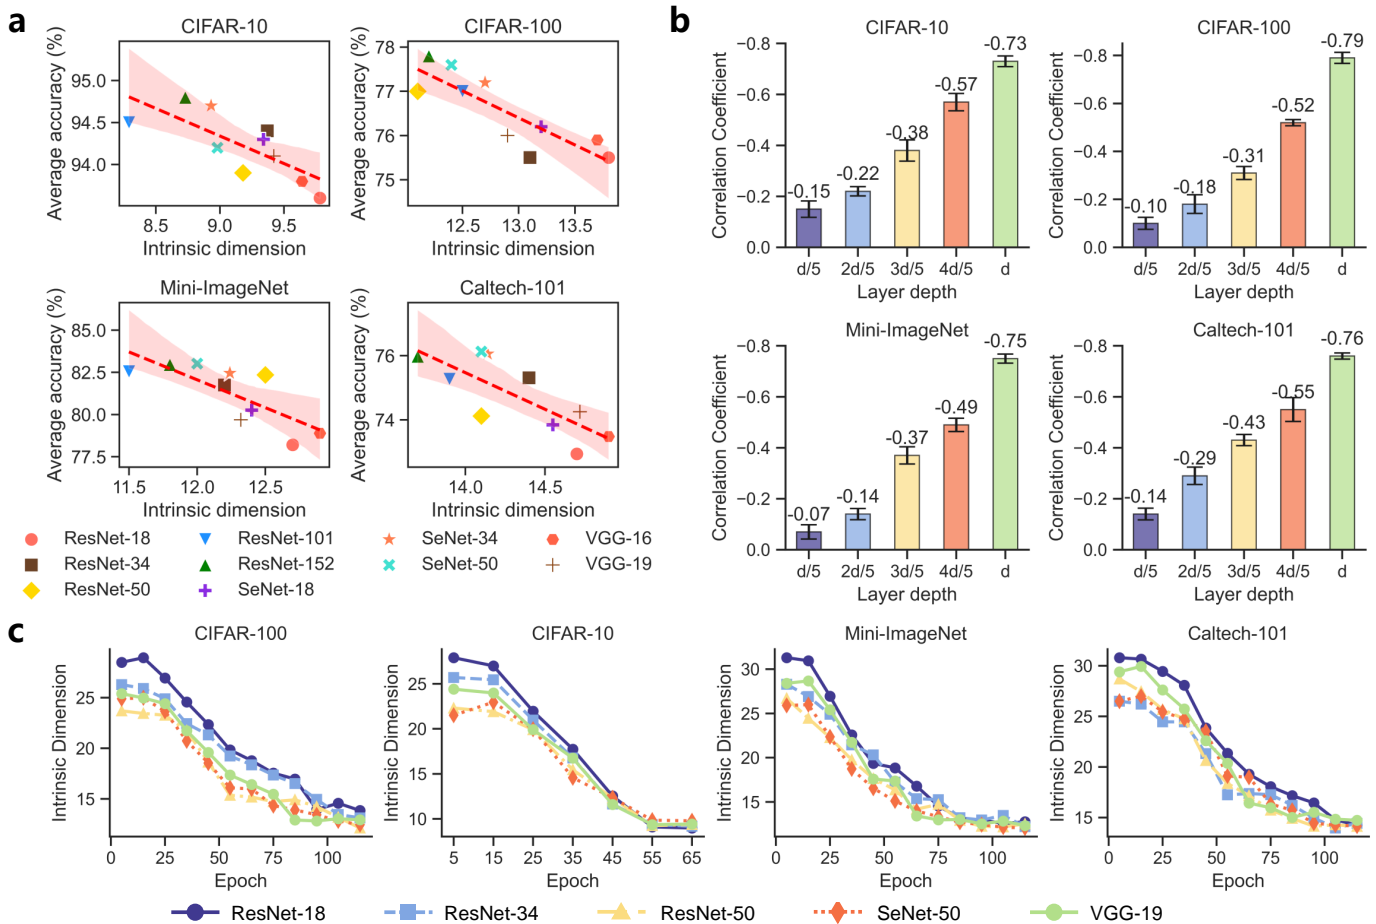 a
CIFAR-10
Average accuracy (%)
95.0
94.5
94.0
8.5 9.0 9.5
Intrinsic dimension
CIFAR-100
Average accuracy (%)
78
77
76
75
12.5 13.0 13.5
Intrinsic dimension
Mini-ImageNet
Average accuracy (%)
85.0
82.5
80.0
77.5
11.5 12.0 12.5
Intrinsic dimension
Caltech-101
Average accuracy (%)
76
74
14.0 14.5
Intrinsic dimension
ResNet-18 ResNet-101 SeNet-34 VGG-16
ResNet-34 ResNet-152 SeNet-50 VGG-19
ResNet-50 SeNet-18
b
CIFAR-10
Correlation Coefficient
−0.8
−0.6
−0.4
−0.2
0.0
-0.15 -0.22 -0.38 -0.57 -0.73
d/5 2d/5 3d/5 4d/5 d
Layer depth
CIFAR-100
Correlation Coefficient
−0.8
−0.6
−0.4
−0.2
0.0
-0.10 -0.18 -0.31 -0.52 -0.79
d/5 2d/5 3d/5 4d/5 d
Layer depth
Mini-ImageNet
Correlation Coefficient
−0.8
−0.6
−0.4
−0.2
0.0
-0.07 -0.14 -0.37 -0.49 -0.75
d/5 2d/5 3d/5 4d/5 d
Layer depth
Caltech-101
Correlation Coefficient
−0.8
−0.6
−0.4
−0.2
0.0
-0.14 -0.29 -0.43 -0.55 -0.76
d/5 2d/5 3d/5 4d/5 d
Layer depth
c
CIFAR-100
Intrinsic Dimension
25
20
15
0 25 50 75 100
Epoch
CIFAR-10
Intrinsic Dimension
25
20
15
10
5 15 25 35 45 55 65
Epoch
Mini-ImageNet
Intrinsic Dimension
30
25
20
15
0 25 50 75 100
Epoch
Caltech-101
Intrinsic Dimension
30
25
20
15
0 25 50 75 100
Epoch
ResNet-18 ResNet-34 ResNet-50 SeNet-50 VGG-19